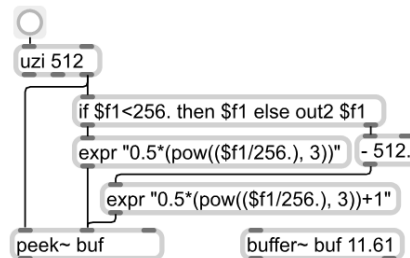 uzi 512
if $f1<256. then $f1 else out2 $f1
expr "0.5*(pow(($f1/256.), 3))"
- 512.
expr "0.5*(pow(($f1/256.), 3))+1"
peek~ buf
buffer~ buf 11.61